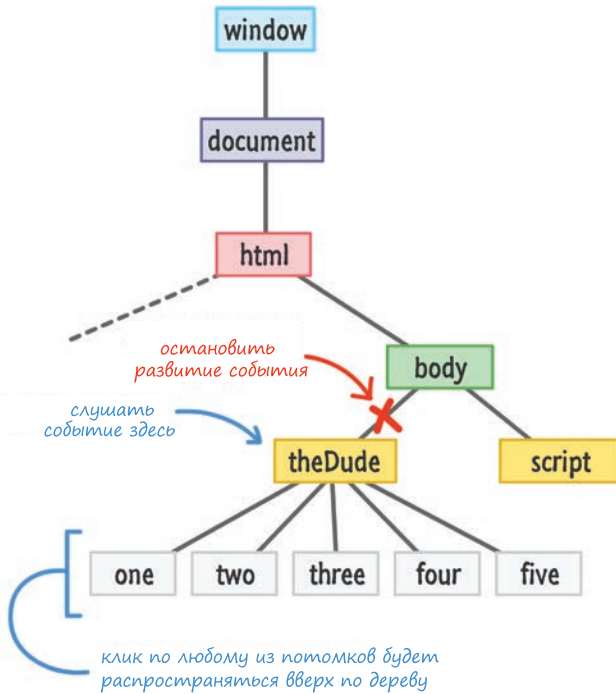 window
document
html
остановить
развитие события
body
слушать
событие здесь
theDude
script
one
two
three
four
five
клик по любому из потомков будет
распространяться вверх по дереву